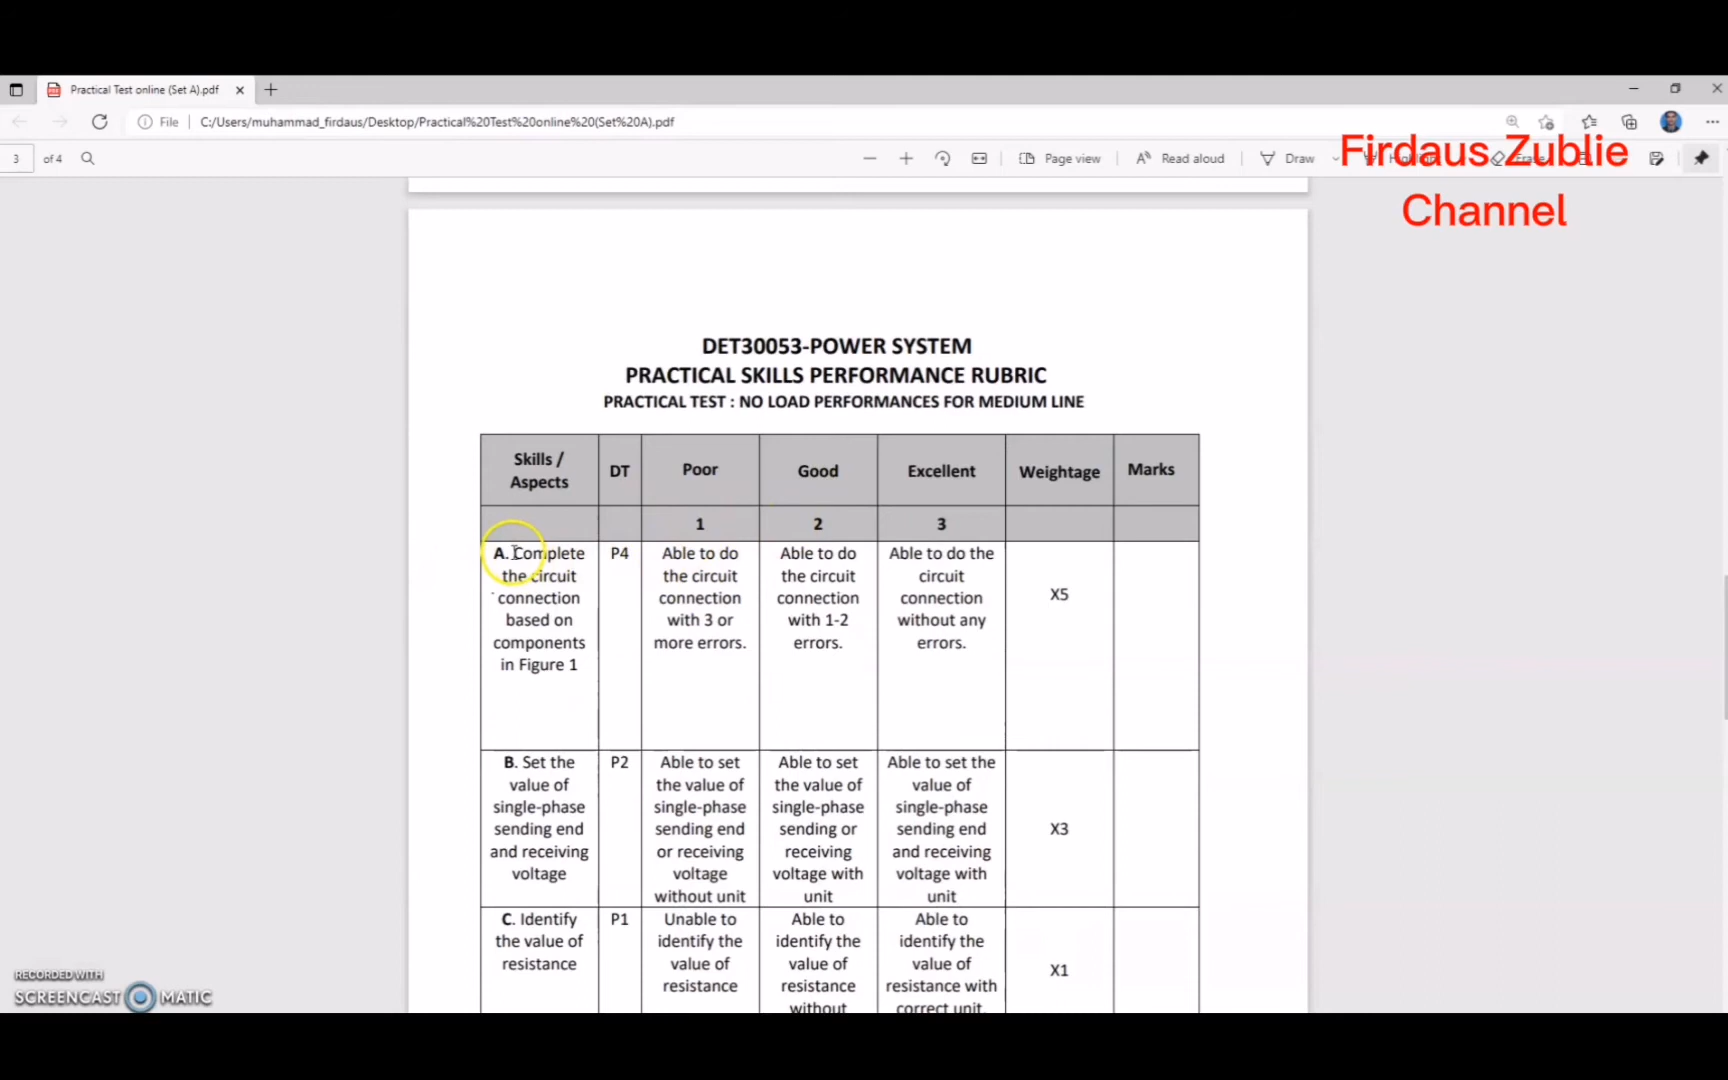 Practical Test online (Set A).pdf
File C:/Users/muhammad_firdaus/Desktop/Practical%20Test%20online%20(Set%20A).pdf
3 of 4 Page view Read aloud Draw
Firdaus Zublie
Channel
DET30053-POWER SYSTEM
PRACTICAL SKILLS PERFORMANCE RUBRIC
PRACTICAL TEST : NO LOAD PERFORMANCES FOR MEDIUM LINE
Skills /
Aspects
DT
Poor
Good
Excellent
Weightage
Marks
1
2
3
A. Complete
the circuit
connection
based on
components
in Figure 1
P4
Able to do
the circuit
connection
with 3 or
more errors.
Able to do
the circuit
connection
with 1-2
errors.
Able to do the
circuit
connection
without any
errors.
X5
B. Set the
value of
single-phase
sending end
and receiving
voltage
P2
Able to set
the value of
single-phase
sending end
or receiving
voltage
without unit
Able to set
the value of
single-phase
sending or
receiving
voltage with
unit
Able to set the
value of
single-phase
sending end
and receiving
voltage with
unit
X3
C. Identify
the value of
resistance
P1
Unable to
identify the
value of
resistance
Able to
identify the
value of
resistance
without
Able to
identify the
value of
resistance with
correct unit.
X1
RECORDED WITH
SCREENCAST MATIC